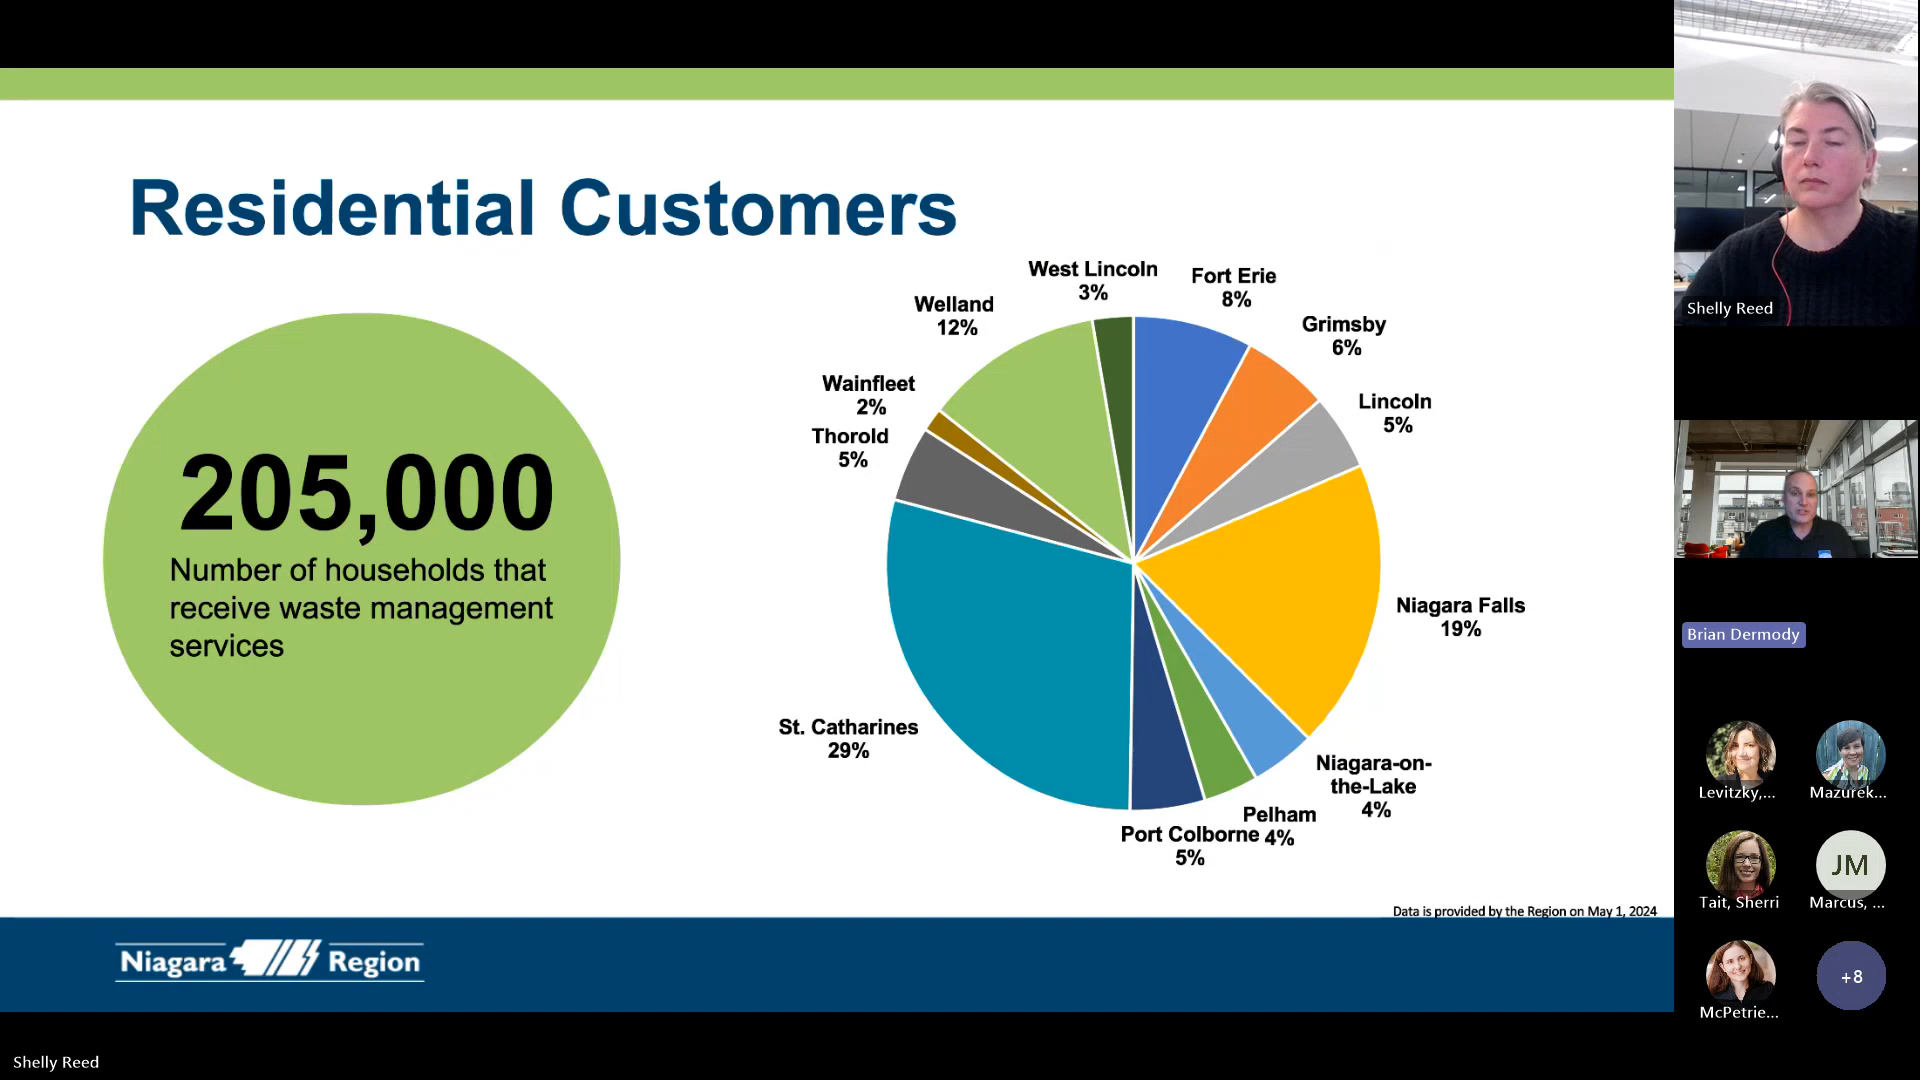 Residential Customers
205,000
Number of households that
receive waste management
services
West Lincoln
3%
Fort Erie
8%
Grimsby
6%
Lincoln
5%
Niagara Falls
19%
Niagara-on-
the-Lake
4%
Pelham
4%
Port Colborne
5%
St. Catharines
29%
Thorold
5%
Wainfleet
2%
Welland
12%
Data is provided by the Region on May 1, 2024
Niagara Region
Shelly Reed
Shelly Reed
Brian Dermody
Levitzky,...
Mazurek...
Tait, Sherri
JM
Marcus, ...
McPetrie...
+8